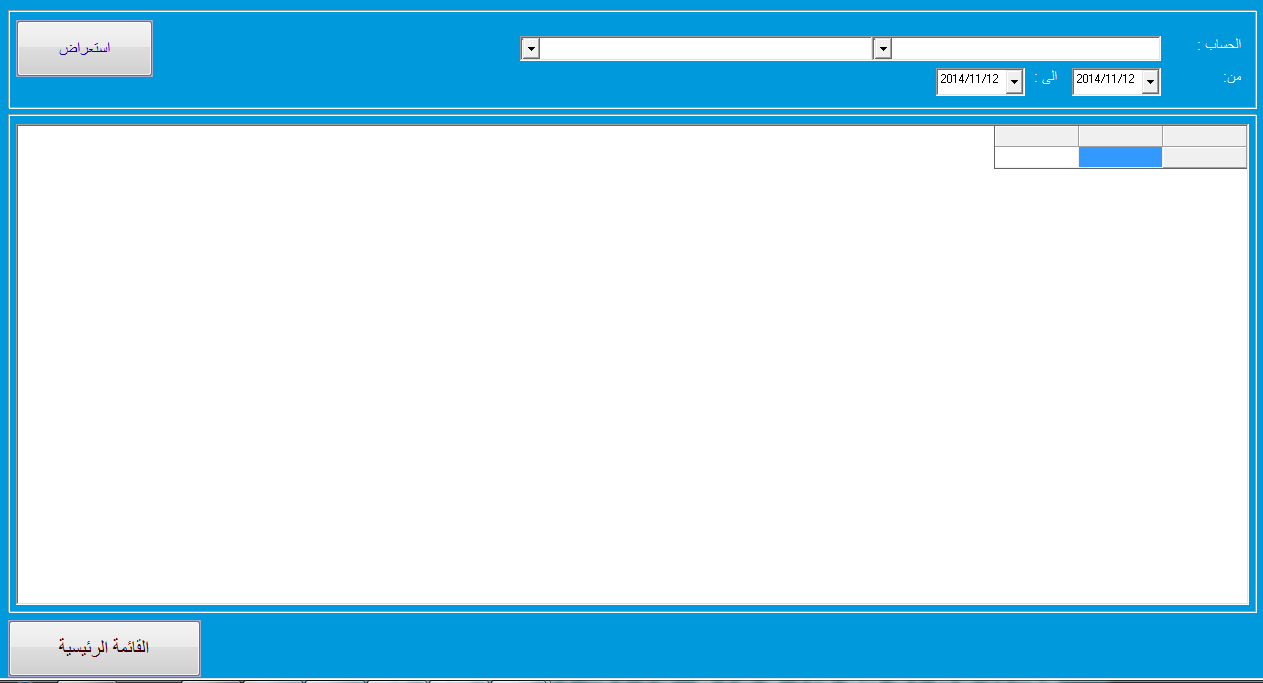 الحساب :
من: 2014/11/12 الى : 2014/11/12
استعراض
القائمة الرئيسية